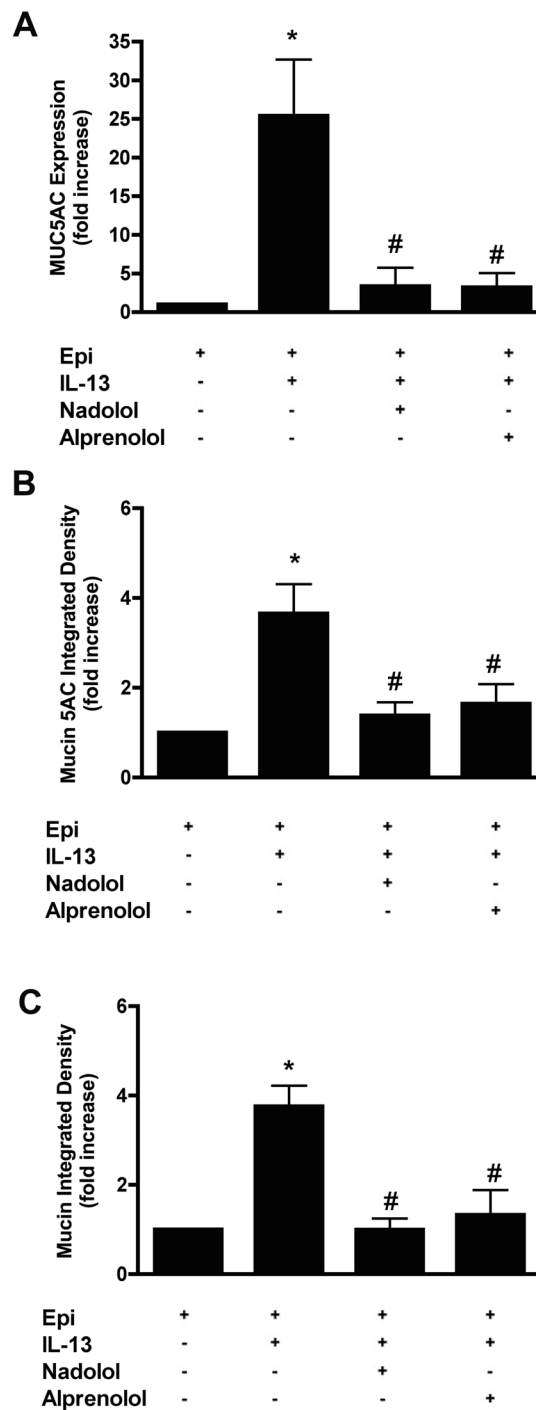 A
MUC5AC Expression
(fold increase)
35
30
25
20
15
10
5
0
*
#
#
Epi + + + +
IL-13 - + + +
Nadolol - - + -
Alprenolol - - - +
B
Mucin 5AC Integrated Density
(fold increase)
6
4
2
0
*
#
#
Epi + + + +
IL-13 - + + +
Nadolol - - + -
Alprenolol - - - +
C
Mucin Integrated Density
(fold increase)
6
4
2
0
*
#
#
Epi + + + +
IL-13 - + + +
Nadolol - - + -
Alprenolol - - - +